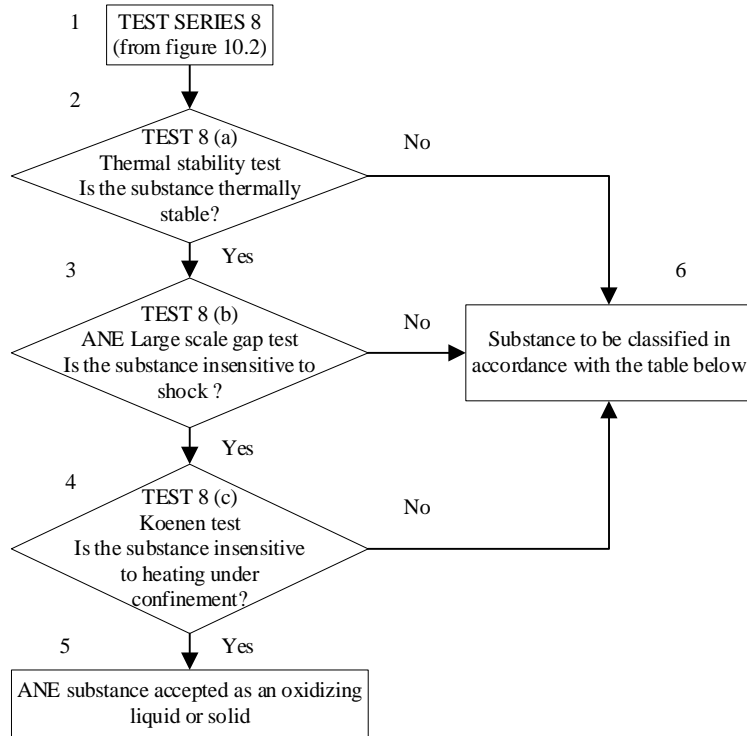 1
TEST SERIES 8
(from figure 10.2)
2
TEST 8 (a)
Thermal stability test
Is the substance thermally
stable?
No
Yes
3
6
TEST 8 (b)
ANE Large scale gap test
Is the substance insensitive to
shock ?
No
Substance to be classified in
accordance with the table below
Yes
4
TEST 8 (c)
Koenen test
Is the substance insensitive
to heating under
confinement?
No
Yes
5
ANE substance accepted as an oxidizing
liquid or solid